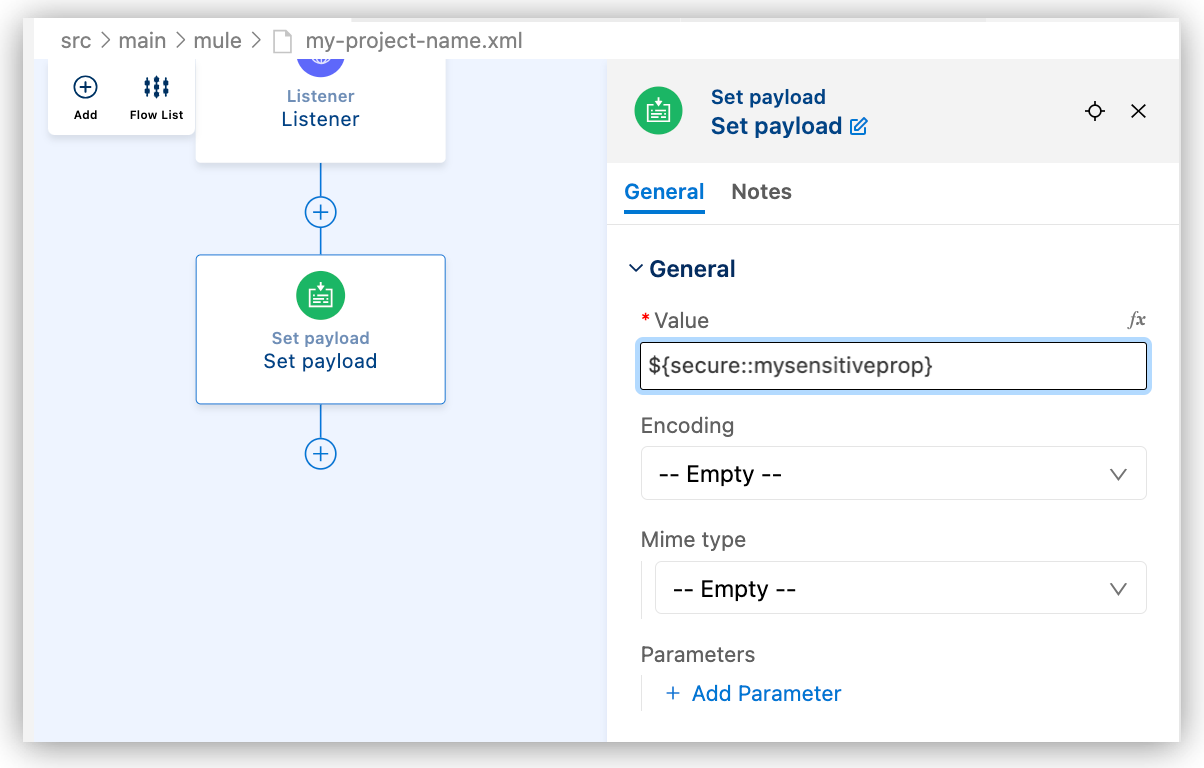 src > main > mule > my-project-name.xml
Add
Flow List
Listener
Listener
Set payload
Set payload
Set payload
Set payload
General
Notes
General
* Value
fx
${secure::mysensitiveprop}
Encoding
-- Empty --
Mime type
-- Empty --
Parameters
+ Add Parameter